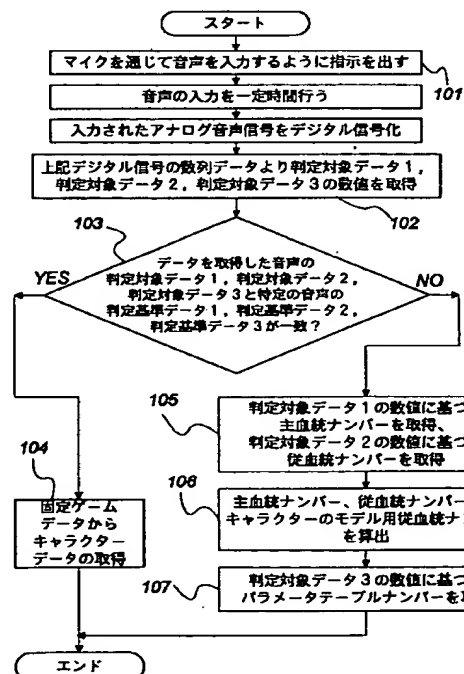 スタート
マイクを通じて音声を入力するように指示を出す
101
音声の入力を一定時間行う
入力されたアナログ音声信号をデジタル信号化
上記デジタル信号の数列データより判定対象データ1,
判定対象データ2,判定対象データ3の数値を取得
102
103
データを取得した音声の
判定対象データ1,判定対象データ2,
判定対象データ3と特定の音声の
判定基準データ1,判定基準データ2,
判定基準データ3が一致?
YES
NO
105
判定対象データ1の数値に基づ
主血統ナンバーを取得、
判定対象データ2の数値に基づ
従血統ナンバーを取得
104
固定ゲーム
データから
キャラクター
データの取得
106
主血統ナンバー、従血統ナンバー
キャラクターのモデル用従血統ナン
を算出
107
判定対象データ3の数値に基づ
パラメータテーブルナンバーを
エンド